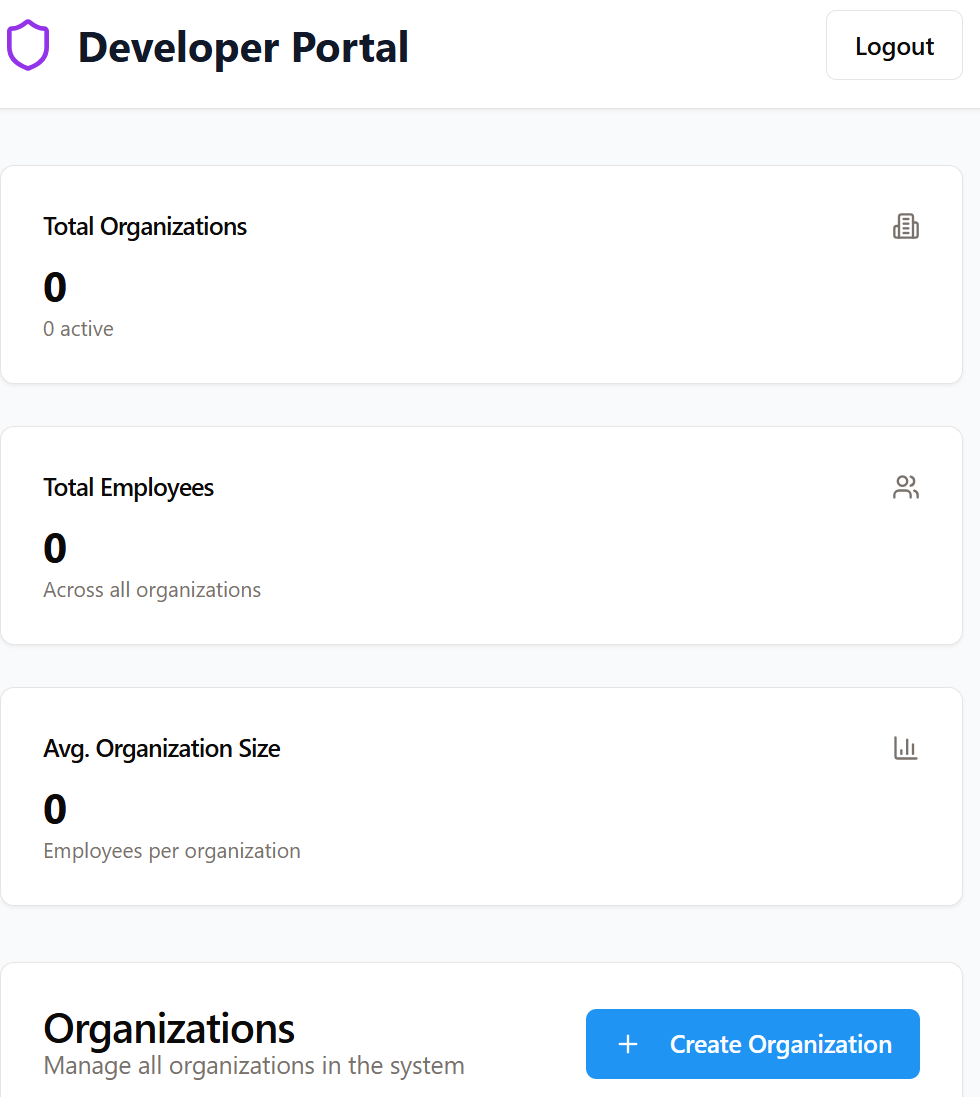 Developer Portal
Logout
Total Organizations
0
0 active
Total Employees
0
Across all organizations
Avg. Organization Size
0
Employees per organization
Organizations
Manage all organizations in the system
+ Create Organization